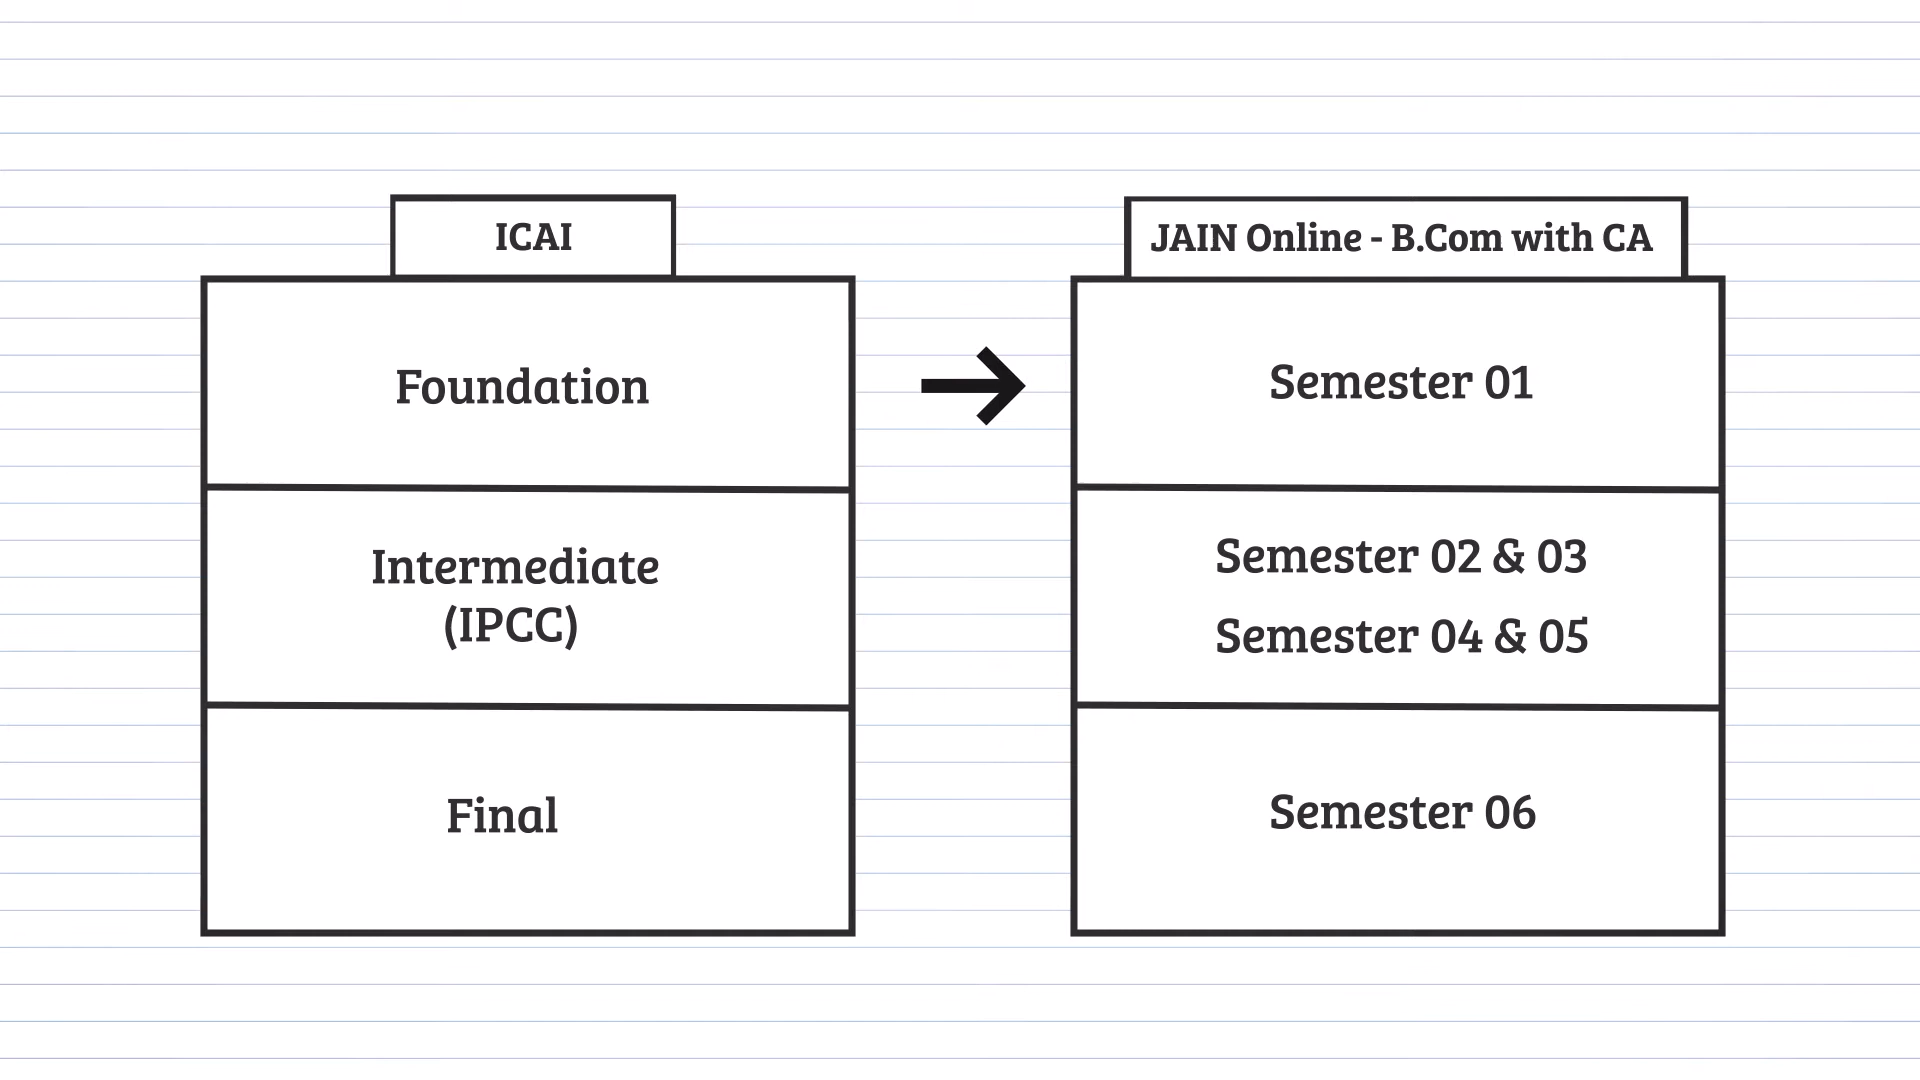 ICAI
JAIN Online - B.Com with CA
Foundation
Semester 01
Intermediate
(IPCC)
Semester 02 & 03
Semester 04 & 05
Final
Semester 06